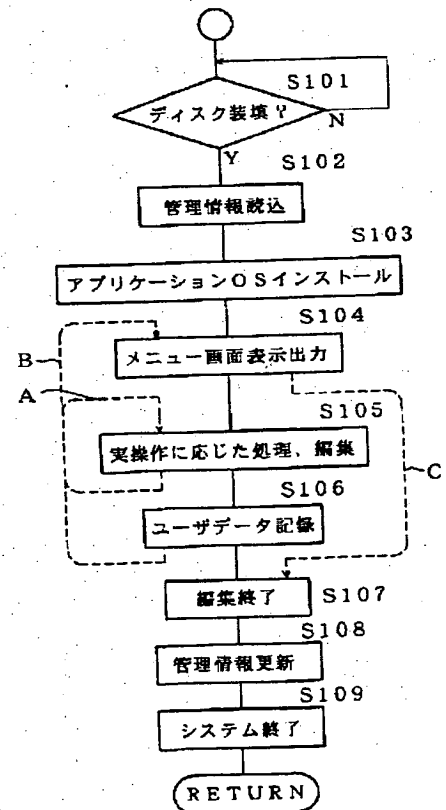 S101
ディスク装填?
N
Y
S102
管理情報読込
S103
アプリケーションOSインストール
S104
メニュー画面表示出力
B
A
S105
実操作に応じた処理、編集
C
S106
ユーザデータ記録
編集終了
S107
S108
管理情報更新
S109
システム終了
RETURN